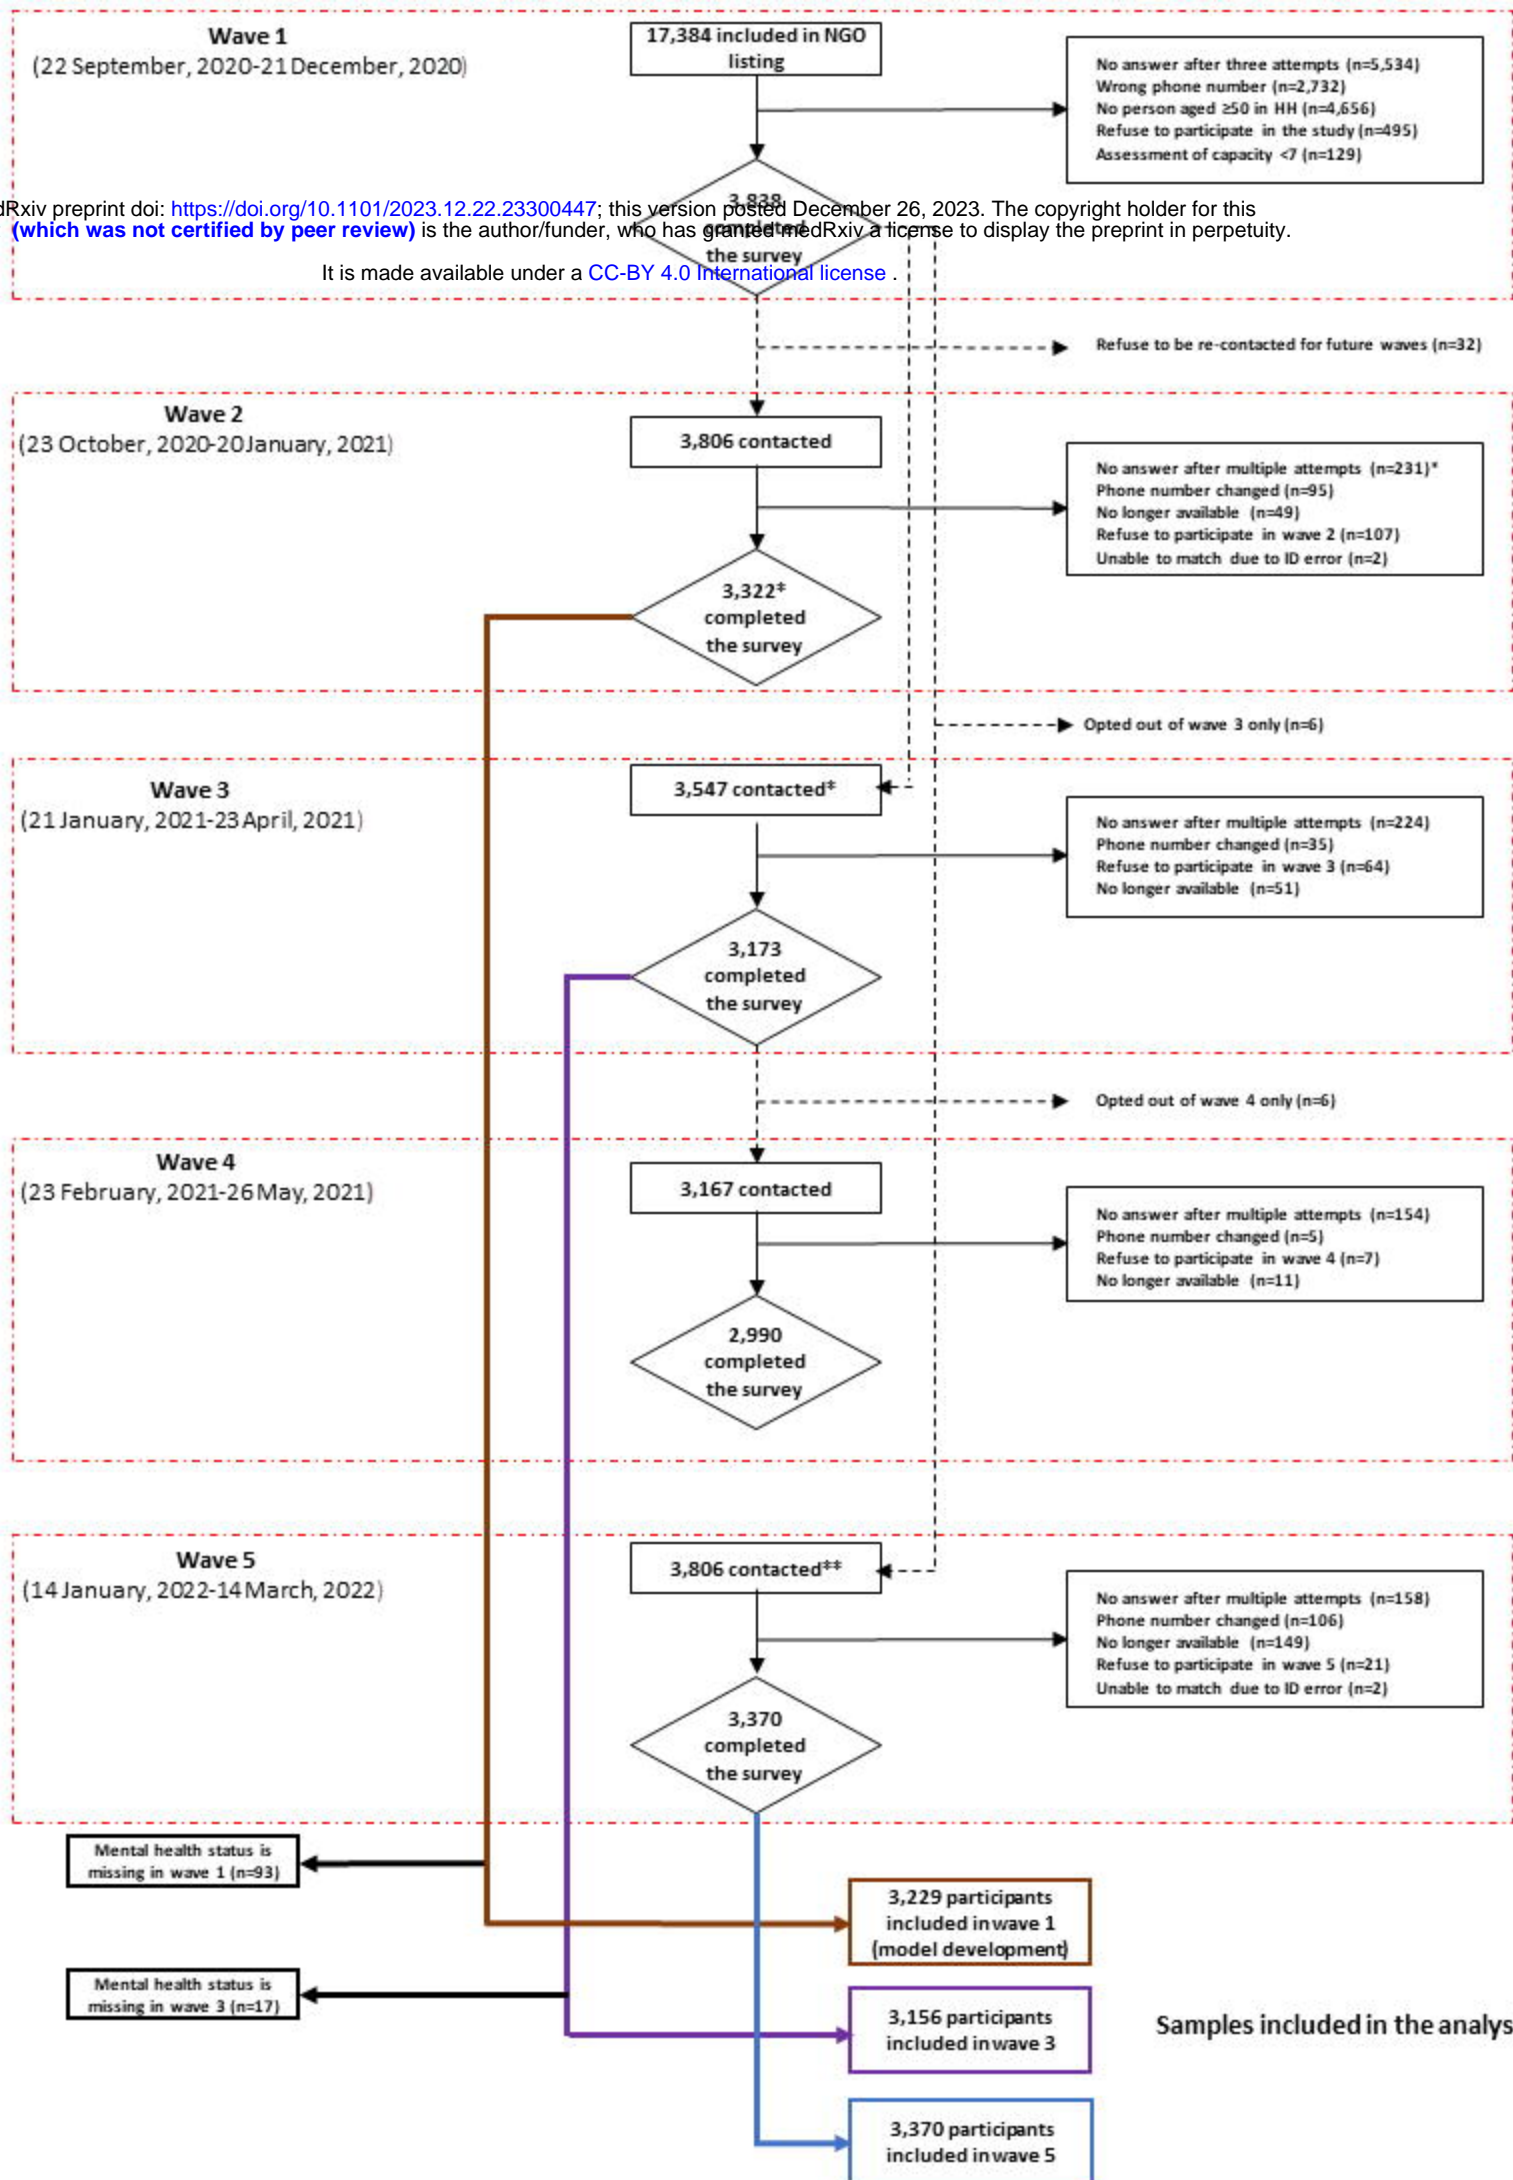 Wave 1
(22 September, 2020-21 December, 2020)
17,384 included in NGO
listing
No answer after three attempts (n=5,534)
Wrong phone number (n=2,732)
No person aged ≥50 in HH (n=4,656)
Refuse to participate in the study (n=495)
Assessment of capacity <7 (n=129)
3,838
completed
the survey
dRxiv preprint doi: https://doi.org/10.1101/2023.12.22.23300447; this version posted December 26, 2023. The copyright holder for this
(which was not certified by peer review) is the author/funder, who has granted medRxiv a license to display the preprint in perpetuity.
It is made available under a CC-BY 4.0 International license .
Refuse to be re-contacted for future waves (n=32)
Wave 2
(23 October, 2020-20 January, 2021)
3,806 contacted
No answer after multiple attempts (n=231)*
Phone number changed (n=95)
No longer available (n=49)
Refuse to participate in wave 2 (n=107)
Unable to match due to ID error (n=2)
3,322*
completed
the survey
Opted out of wave 3 only (n=6)
Wave 3
(21 January, 2021-23 April, 2021)
3,547 contacted*
No answer after multiple attempts (n=224)
Phone number changed (n=35)
Refuse to participate in wave 3 (n=64)
No longer available (n=51)
3,173
completed
the survey
Opted out of wave 4 only (n=6)
Wave 4
(23 February, 2021-26 May, 2021)
3,167 contacted
No answer after multiple attempts (n=154)
Phone number changed (n=5)
Refuse to participate in wave 4 (n=7)
No longer available (n=11)
2,990
completed
the survey
Wave 5
(14 January, 2022-14 March, 2022)
3,806 contacted**
No answer after multiple attempts (n=158)
Phone number changed (n=106)
No longer available (n=149)
Refuse to participate in wave 5 (n=21)
Unable to match due to ID error (n=2)
3,370
completed
the survey
Mental health status is
missing in wave 1 (n=93)
3,229 participants
included in wave 1
(model development)
Mental health status is
missing in wave 3 (n=17)
3,156 participants
included in wave 3
Samples included in the analys
3,370 participants
included in wave 5